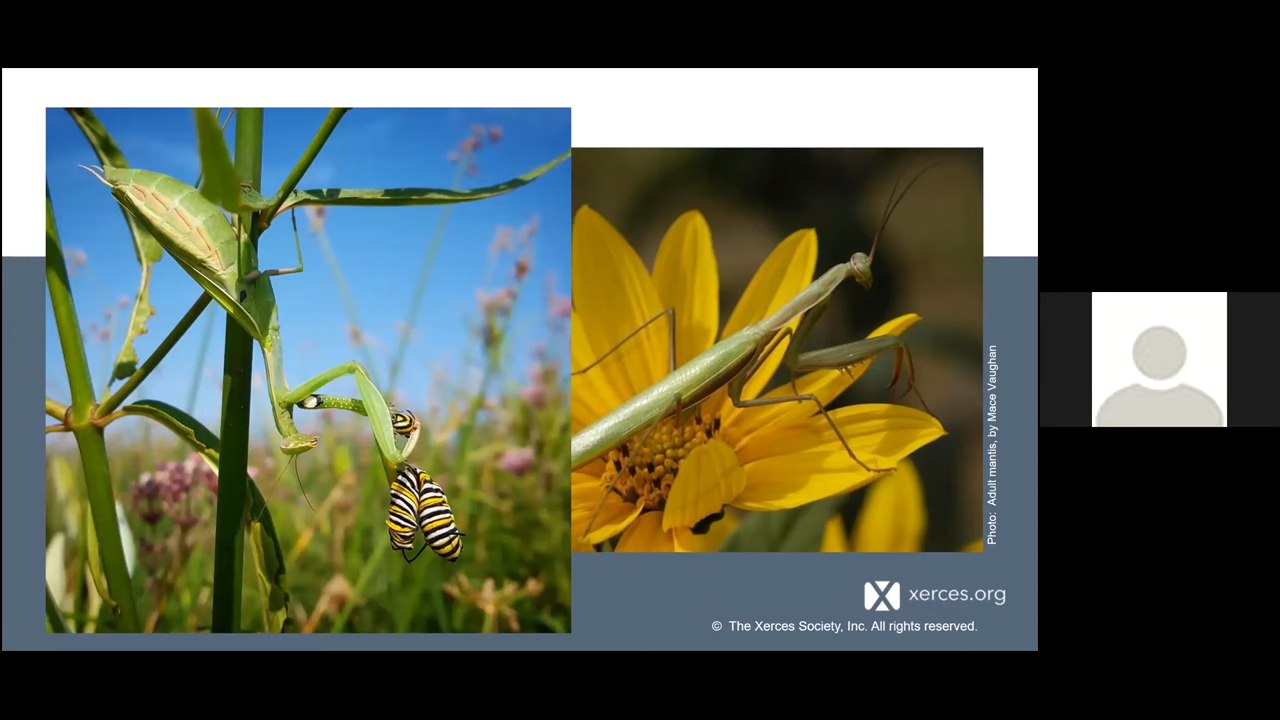 Photo: Adult mantis, by Mace Vaughan
xerces.org
© The Xerces Society, Inc. All rights reserved.